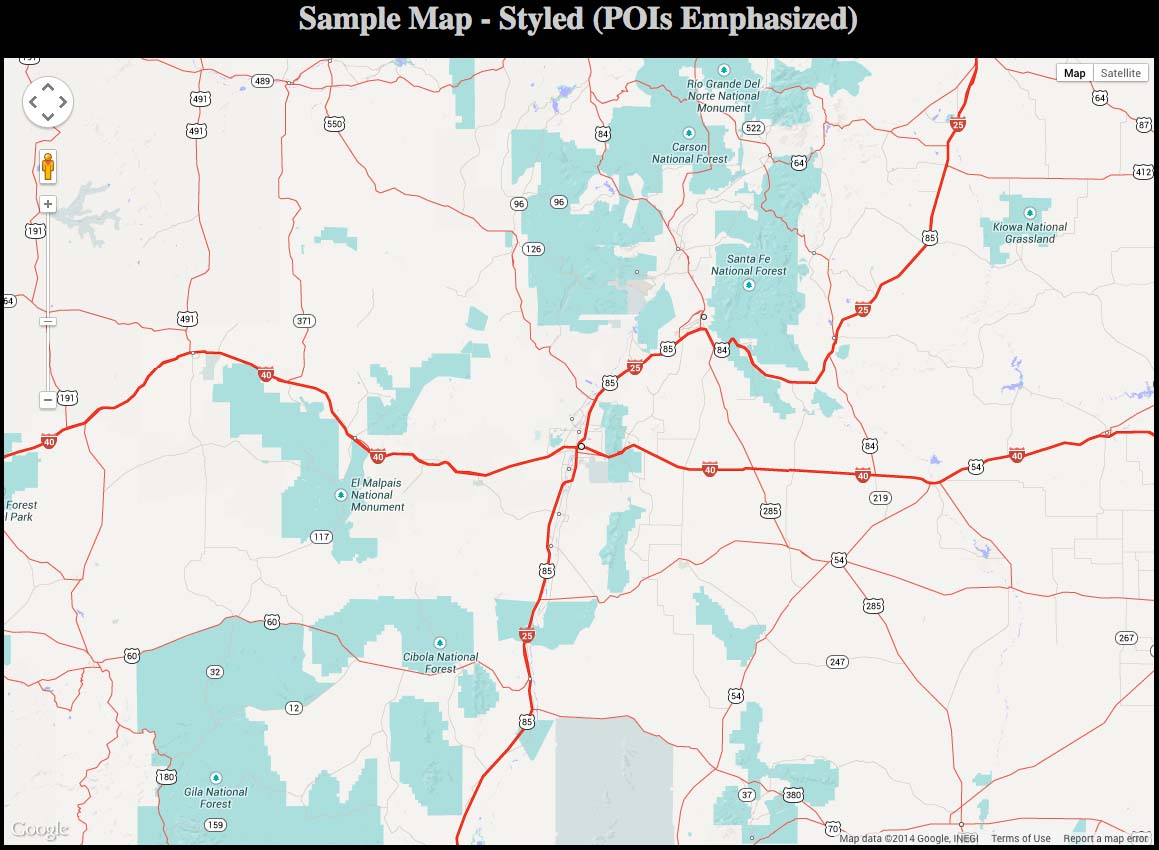 Sample Map - Styled (POIs Emphasized)
191
489
491
491
550
84
Rio Grande Del
Norte National
Monument
522
Carson
National Forest
64
Map
Satellite
64
25
87
412
96
96
191
126
85
Kiowa National
Grassland
Santa Fe
National Forest
64
491
371
25
85
84
25
40
85
191
40
40
84
40
40
54
40
El Malpais
National
Monument
Forest
l Park
117
285
219
54
85
285
60
60
25
267
Cibola National
Forest
32
247
12
54
85
180
Gila National
Forest
37
380
159
70
Google
Map data ©2014 Google, INEGI
Terms of Use
Report a map error